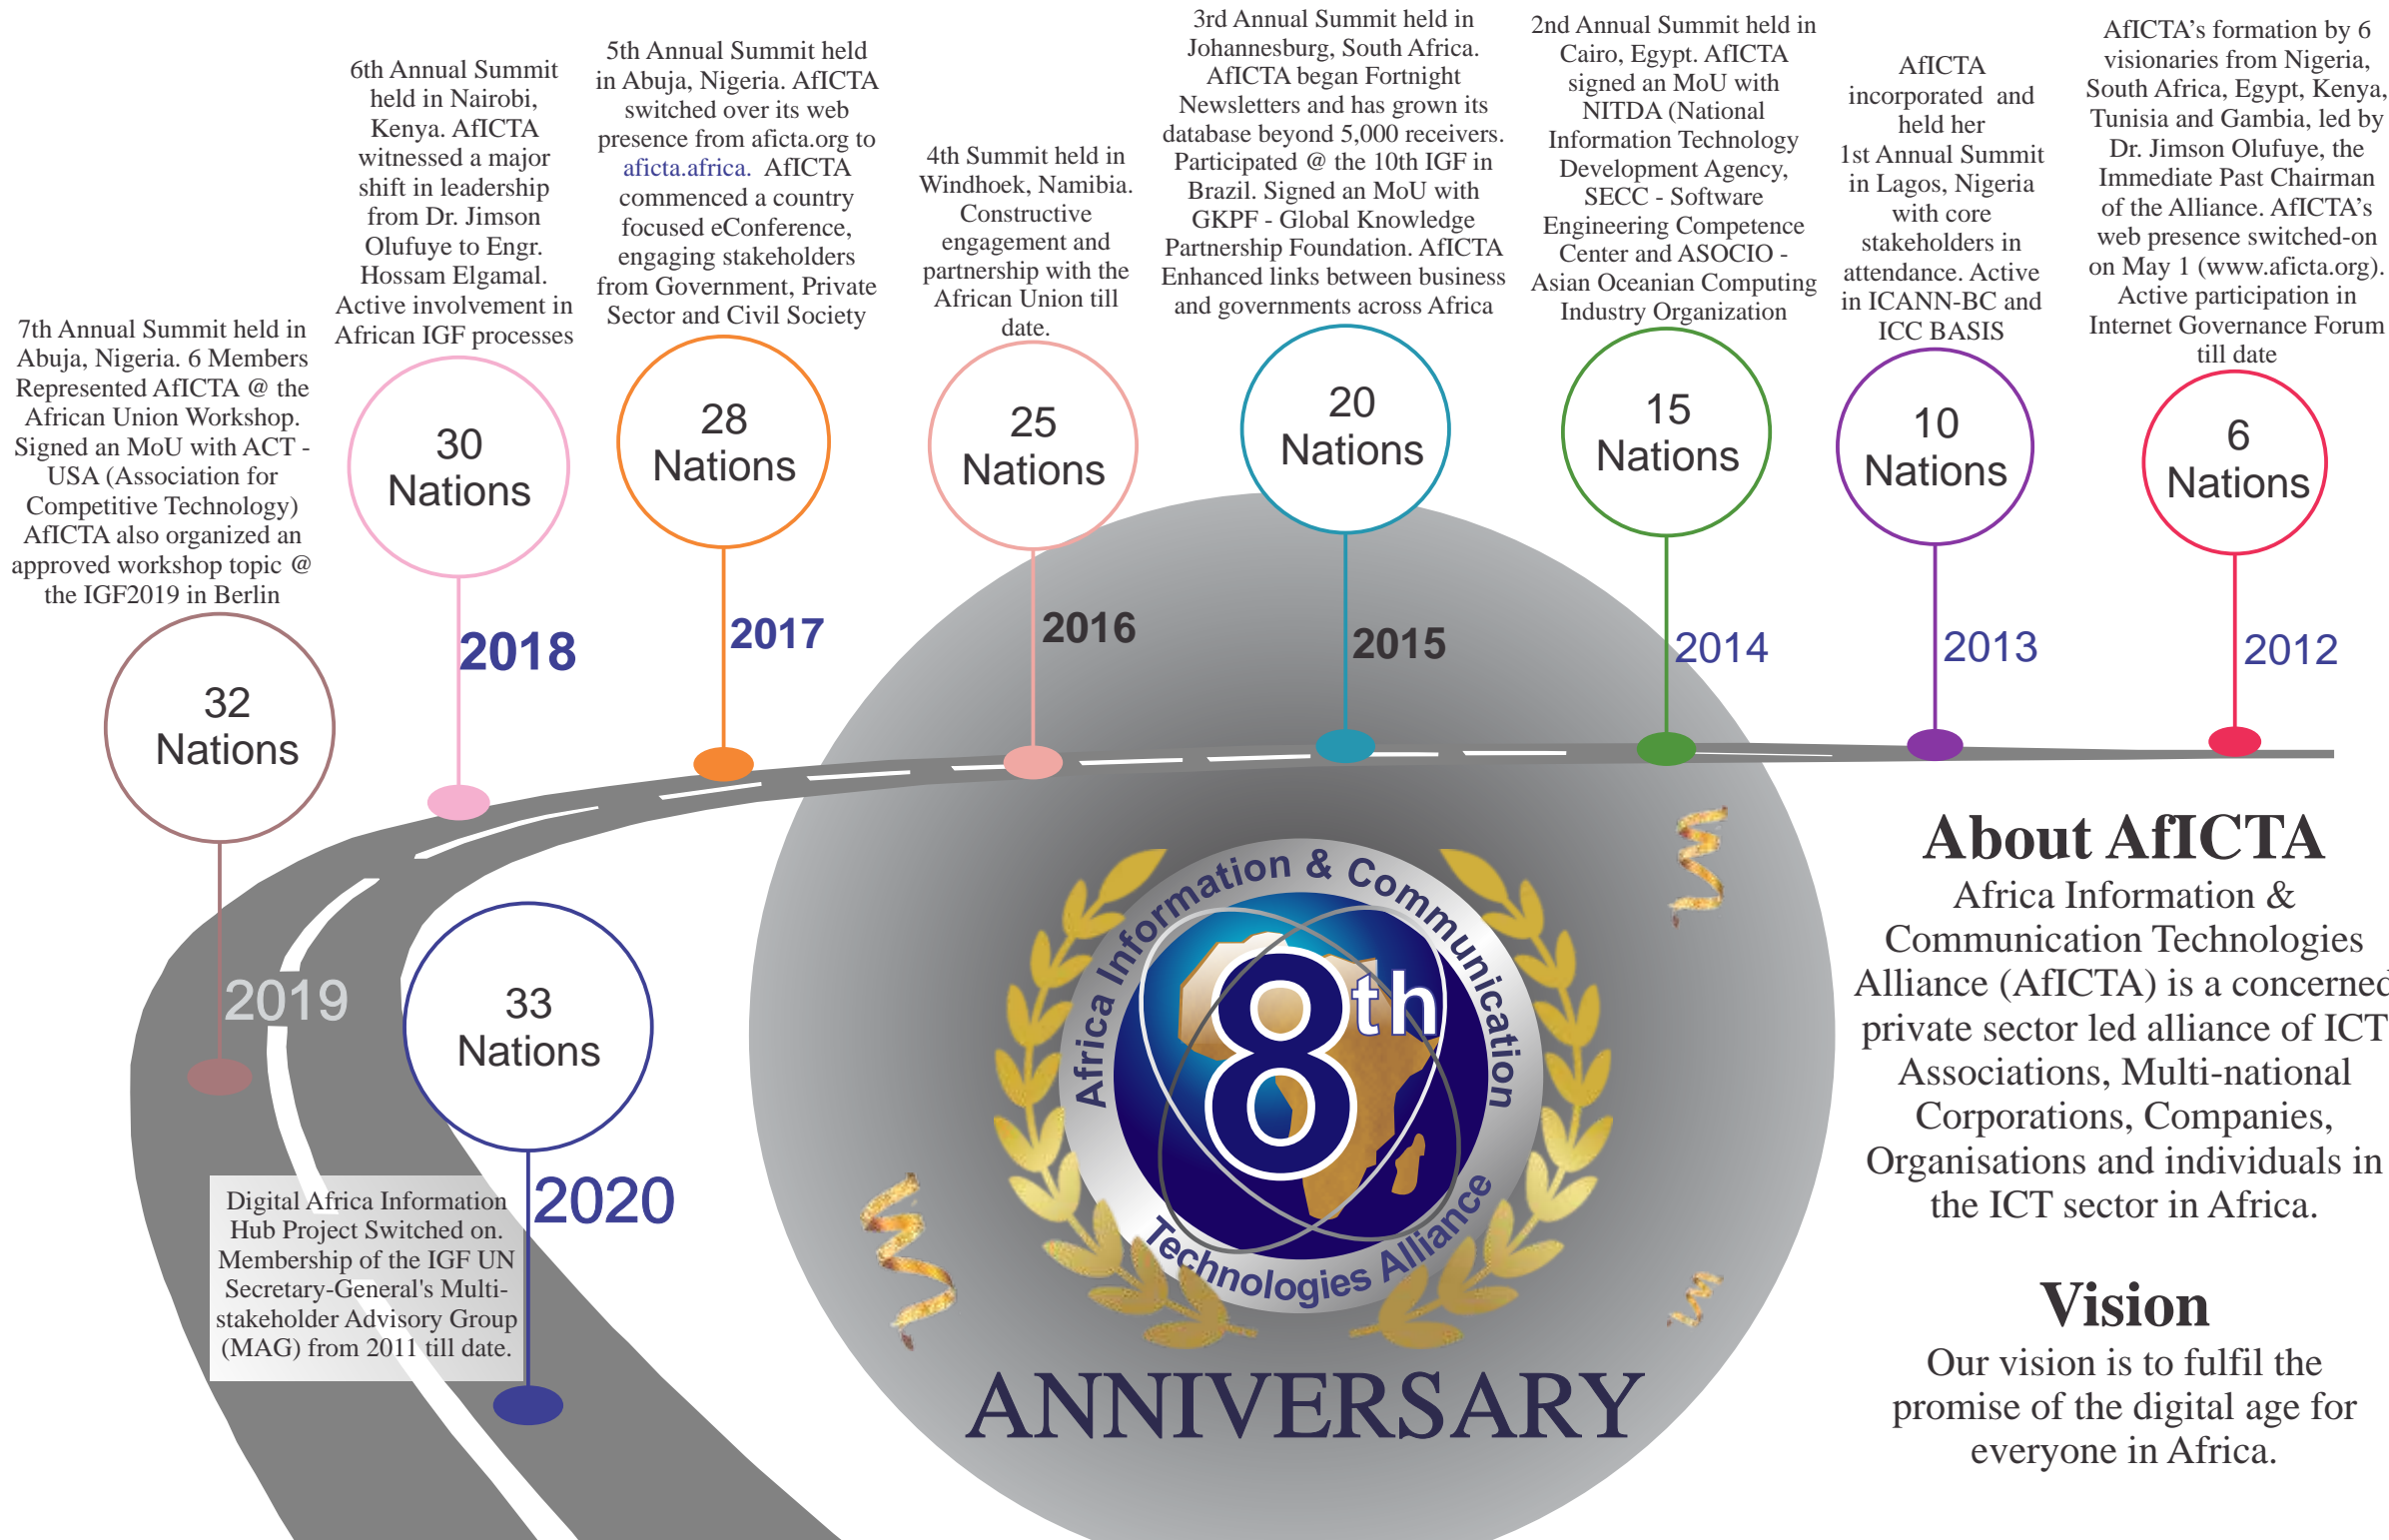 7th Annual Summit held in
Abuja, Nigeria. 6 Members
Represented AfICTA @ the
African Union Workshop.
Signed an MoU with ACT -
USA (Association for
Competitive Technology)
AfICTA also organized an
approved workshop topic @
the IGF2019 in Berlin
32
Nations
2019
6th Annual Summit
held in Nairobi,
Kenya. AfICTA
witnessed a major
shift in leadership
from Dr. Jimson
Olufuye to Engr.
Hossam Elgamal.
Active involvement in
African IGF processes
30
Nations
2018
5th Annual Summit held
in Abuja, Nigeria. AfICTA
switched over its web
presence from aficta.org to
aficta.africa. AfICTA
commenced a country
focused eConference,
engaging stakeholders
from Government, Private
Sector and Civil Society
28
Nations
2017
4th Summit held in
Windhoek, Namibia.
Constructive
engagement and
partnership with the
African Union till
date.
25
Nations
2016
3rd Annual Summit held in
Johannesburg, South Africa.
AfICTA began Fortnight
Newsletters and has grown its
database beyond 5,000 receivers.
Participated @ the 10th IGF in
Brazil. Signed an MoU with
GKPF - Global Knowledge
Partnership Foundation. AfICTA
Enhanced links between business
and governments across Africa
20
Nations
2015
2nd Annual Summit held in
Cairo, Egypt. AfICTA
signed an MoU with
NITDA (National
Information Technology
Development Agency,
SECC - Software
Engineering Competence
Center and ASOCIO -
Asian Oceanian Computing
Industry Organization
15
Nations
2014
AfICTA
incorporated and
held her
1st Annual Summit
in Lagos, Nigeria
with core
stakeholders in
attendance. Active
in ICANN-BC and
ICC BASIS
10
Nations
2013
AfICTA's formation by 6
visionaries from Nigeria,
South Africa, Egypt, Kenya,
Tunisia and Gambia, led by
Dr. Jimson Olufuye, the
Immediate Past Chairman
of the Alliance. AfICTA's
web presence switched-on
on May 1 (www.aficta.org).
Active participation in
Internet Governance Forum
till date
6
Nations
2012
33
Nations
2020
Digital Africa Information
Hub Project Switched on.
Membership of the IGF UN
Secretary-General's Multi-
stakeholder Advisory Group
(MAG) from 2011 till date.
Africa Information & Communication
8th
Technologies Alliance
ANNIVERSARY
About AfICTA
Africa Information &
Communication Technologies
Alliance (AfICTA) is a concerned
private sector led alliance of ICT
Associations, Multi-national
Corporations, Companies,
Organisations and individuals in
the ICT sector in Africa.
Vision
Our vision is to fulfil the
promise of the digital age for
everyone in Africa.